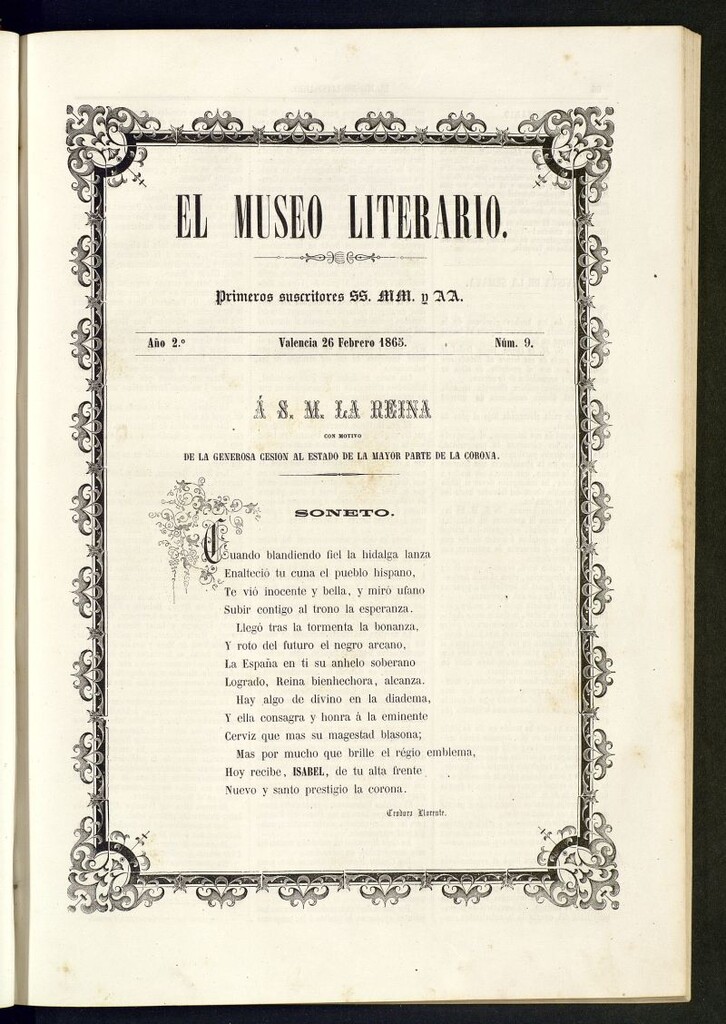 EL MUSEO LITERARIO.
Primeros suscritores SS. MM. y AA.
Año 2.º Valencia 26 Febrero 1865. Núm. 9.
Á S. M. LA REINA
CON MOTIVO
DE LA GENEROSA CESION AL ESTADO DE LA MAYOR PARTE DE LA CORONA.
SONETO.
Cuando blandiendo fiel la hidalga lanza
Enalteció tu cuna el pueblo hispano,
Te vió inocente y bella, y miró ufano
Subir contigo al trono la esperanza.
Llegó tras la tormenta la bonanza,
Y roto del futuro el negro arcano,
La España en ti su anhelo soberano
Logrado, Reina bienhechora, alcanza.
Hay algo de divino en la diadema,
Y ella consagra y honra á la eminente
Cerviz que mas su magestad blasona;
Mas por mucho que brille el régio emblema,
Hoy recibe, ISABEL, de tu alta frente
Nuevo y santo prestigio la corona.
Teodoro Llorente.